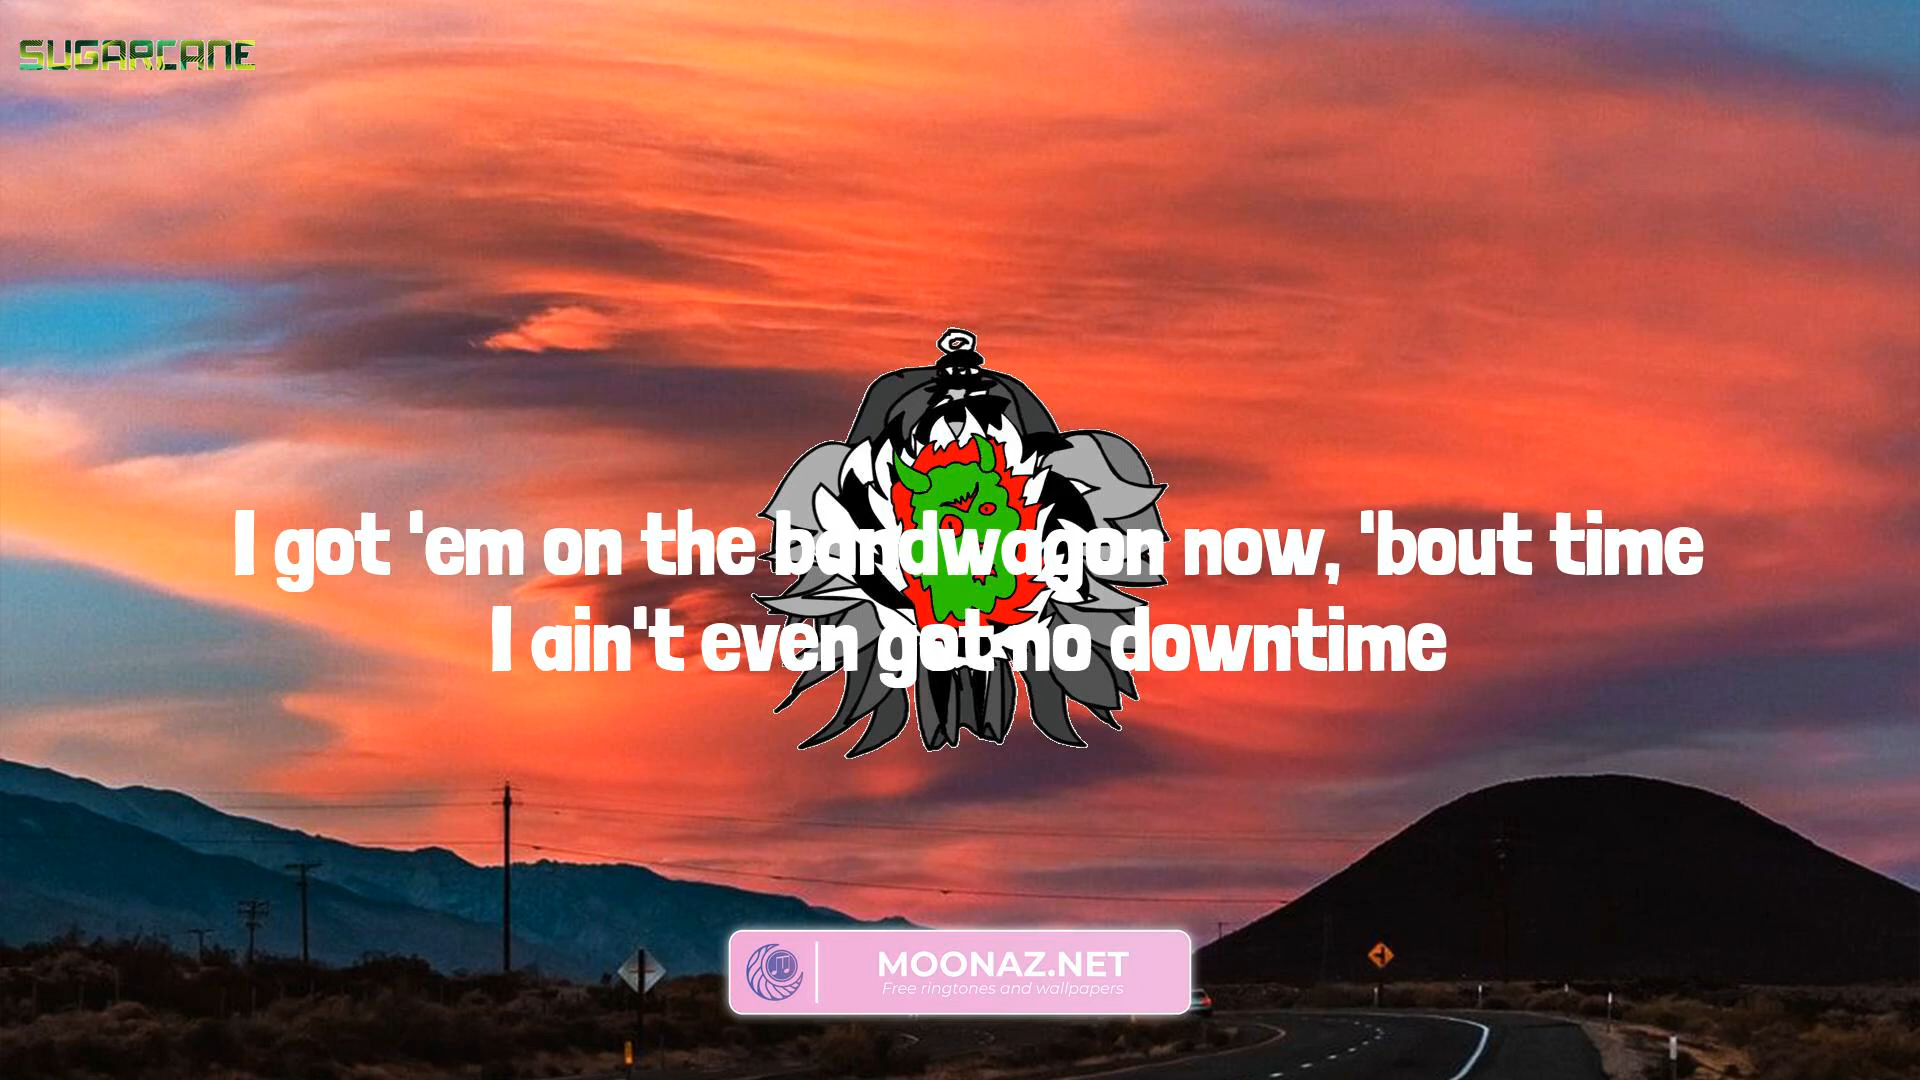 SUGARCANE
I got 'em on the bandwagon now, 'bout time
I ain't even got no downtime
MOONAZ.NET
Free ringtones and wallpapers